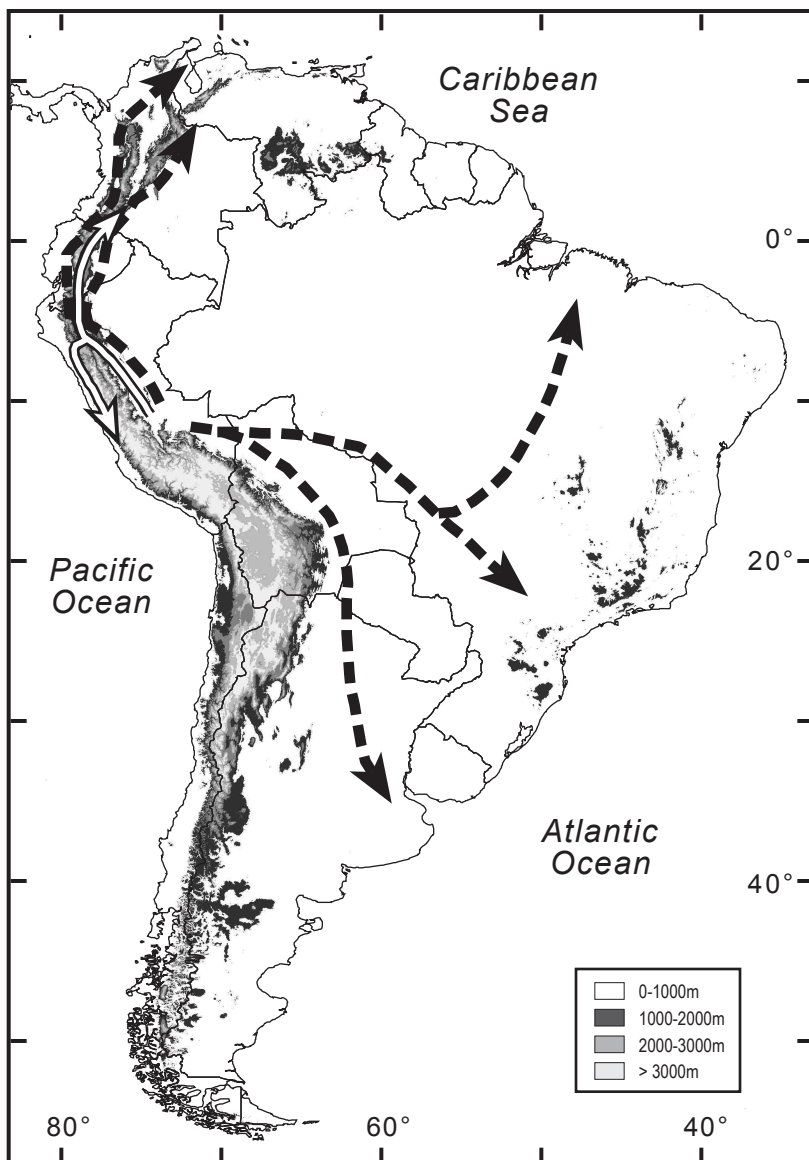 Caribbean
Sea
0°
Pacific
Ocean
20°
Atlantic
Ocean
40°
0-1000m
1000-2000m
2000-3000m
> 3000m
80°
60°
40°